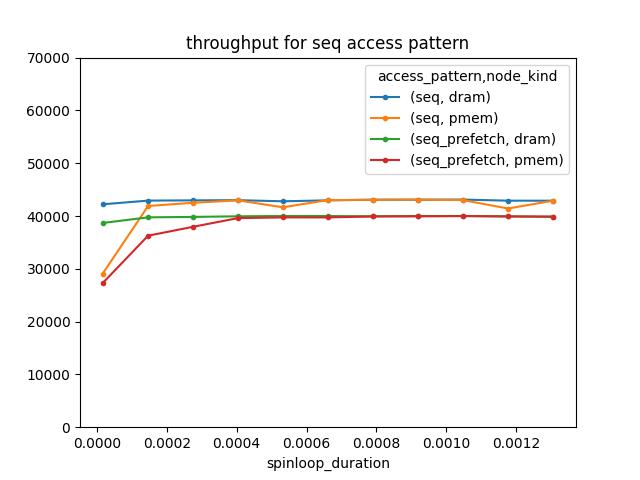 throughput for seq access pattern
70000
60000
50000
40000
30000
20000
10000
0
access_pattern,node_kind
(seq, dram)
(seq, pmem)
(seq_prefetch, dram)
(seq_prefetch, pmem)
0.0000 0.0002 0.0004 0.0006 0.0008 0.0010 0.0012
spinloop_duration